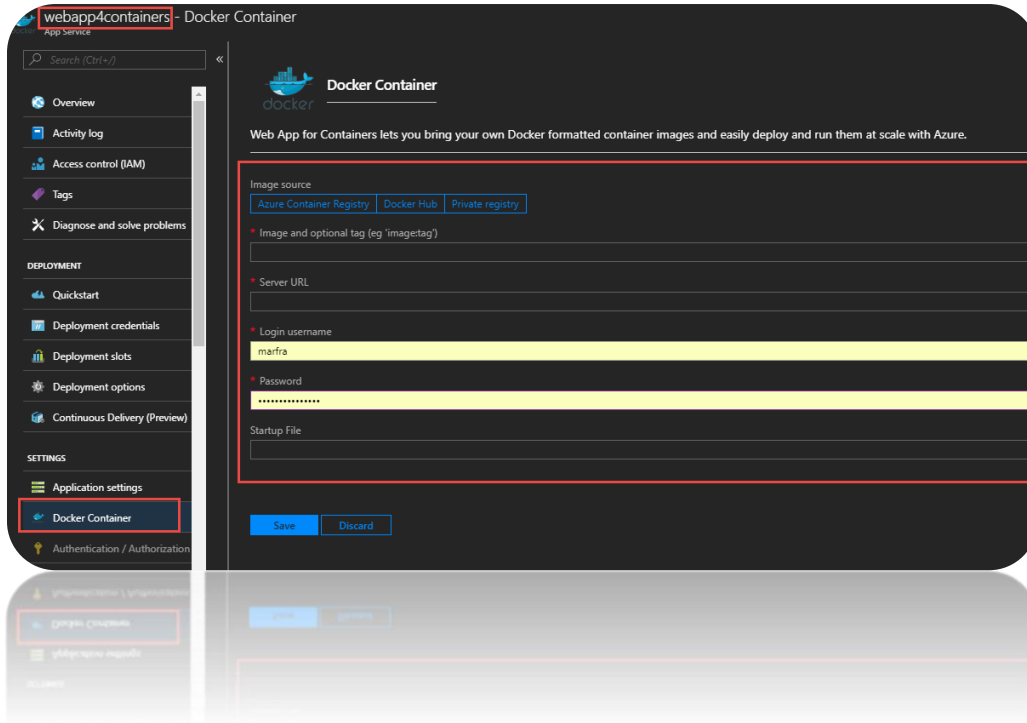 webapp4containers - Docker Container
App Service
Search (Ctrl+/)
«
Overview
Activity log
Access control (IAM)
Tags
Diagnose and solve problems
DEPLOYMENT
Quickstart
Deployment credentials
Deployment slots
Deployment options
Continuous Delivery (Preview)
SETTINGS
Application settings
Docker Container
Authentication / Authorization
docker
Docker Container
Web App for Containers lets you bring your own Docker formatted container images and easily deploy and run them at scale with Azure.
Image source
Azure Container Registry Docker Hub Private registry
* Image and optional tag (eg 'image:tag')
* Server URL
* Login username
marfra
* Password
•••••••••••••••
Startup File
Save Discard